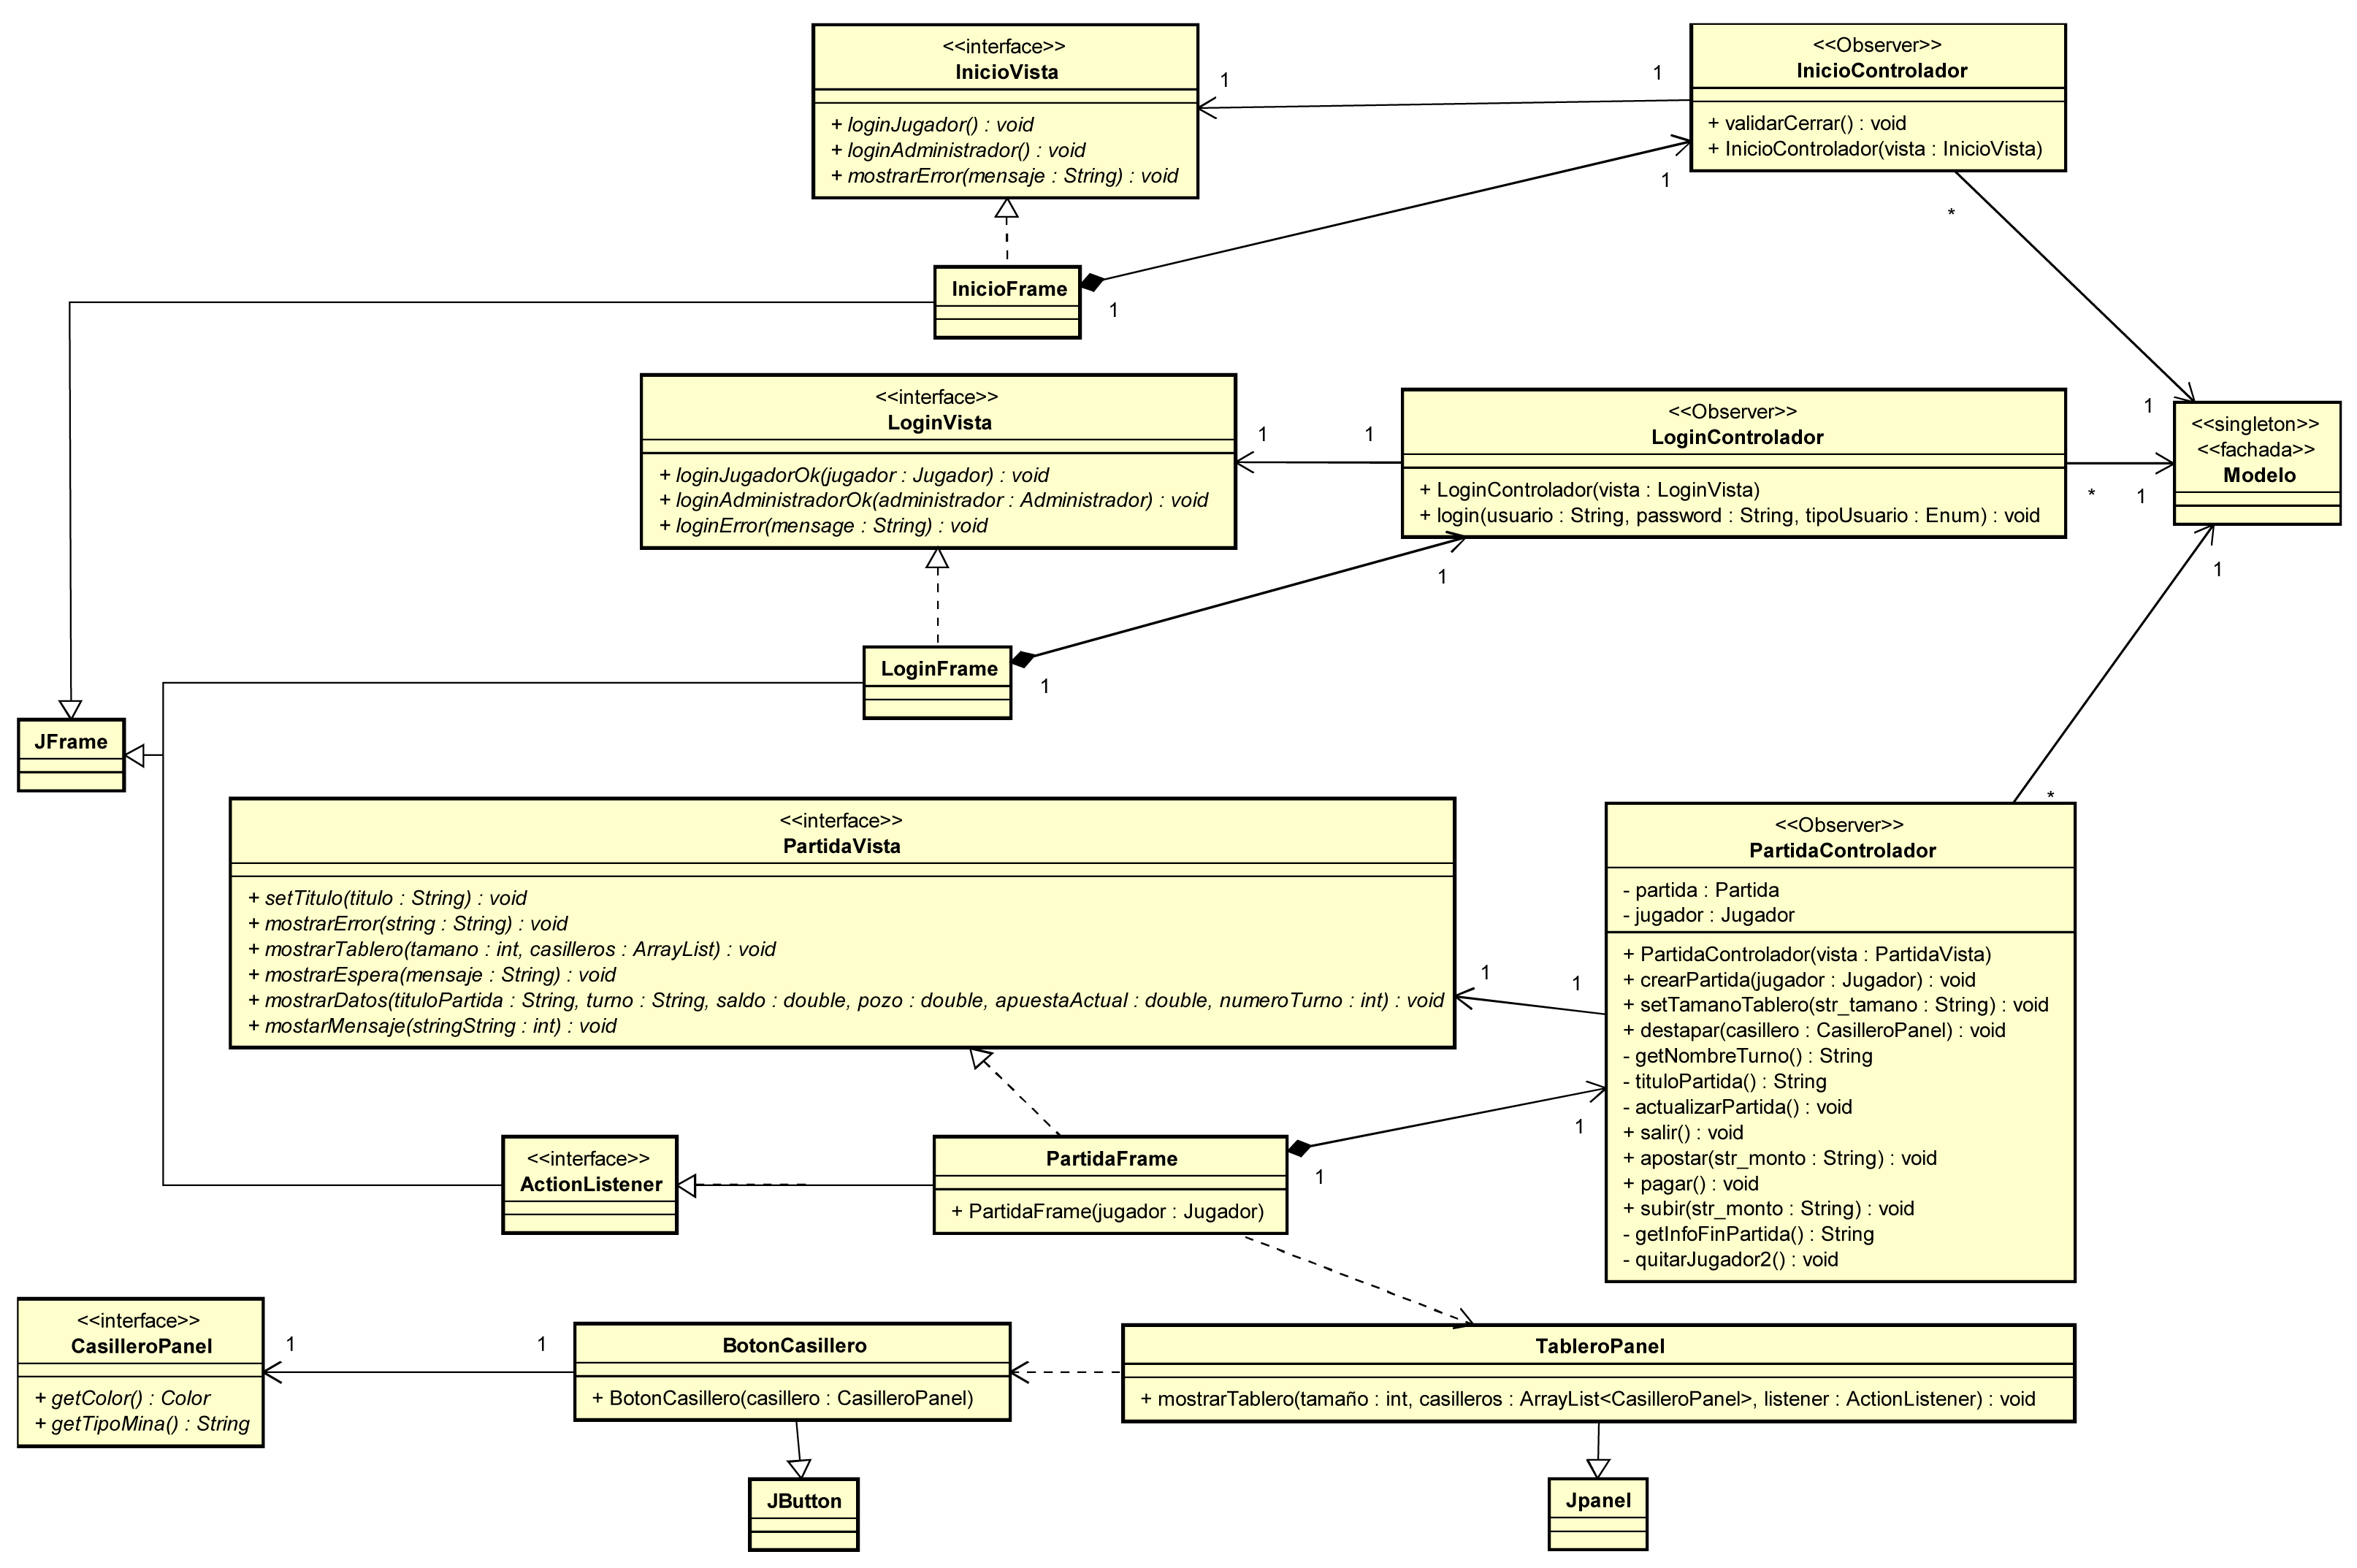 <<interface>>
InicioVista
+ loginJugador() : void
+ loginAdministrador() : void
+ mostrarError(mensaje : String) : void
1
1
<<Observer>>
InicioControlador
+ validarCerrar() : void
+ InicioControlador(vista : InicioVista)
1
*
InicioFrame
1
<<interface>>
LoginVista
+ loginJugadorOk(jugador : Jugador) : void
+ loginAdministradorOk(administrador : Administrador) : void
+ loginError(mensage : String) : void
1
1
<<Observer>>
LoginControlador
+ LoginControlador(vista : LoginVista)
+ login(usuario : String, password : String, tipoUsuario : Enum) : void
1
*
1
<<singleton>>
<<fachada>>
Modelo
1
1
LoginFrame
1
JFrame
<<interface>>
PartidaVista
+ setTitulo(titulo : String) : void
+ mostrarError(string : String) : void
+ mostrarTablero(tamano : int, casilleros : ArrayList) : void
+ mostrarEspera(mensaje : String) : void
+ mostrarDatos(tituloPartida : String, turno : String, saldo : double, pozo : double, apuestaActual : double, numeroTurno : int) : void
+ mostarMensaje(stringString : int) : void
1
1
*
<<Observer>>
PartidaControlador
- partida : Partida
- jugador : Jugador
+ PartidaControlador(vista : PartidaVista)
+ crearPartida(jugador : Jugador) : void
+ setTamanoTablero(str_tamano : String) : void
+ destapar(casillero : CasilleroPanel) : void
- getNombreTurno() : String
- tituloPartida() : String
- actualizarPartida() : void
+ salir() : void
+ apostar(str_monto : String) : void
+ pagar() : void
+ subir(str_monto : String) : void
- getInfoFinPartida() : String
- quitarJugador2() : void
<<interface>>
ActionListener
PartidaFrame
+ PartidaFrame(jugador : Jugador)
1
1
<<interface>>
CasilleroPanel
+ getColor() : Color
+ getTipoMina() : String
1
1
BotonCasillero
+ BotonCasillero(casillero : CasilleroPanel)
TableroPanel
+ mostrarTablero(tamaño : int, casilleros : ArrayList<CasilleroPanel>, listener : ActionListener) : void
JButton
Jpanel